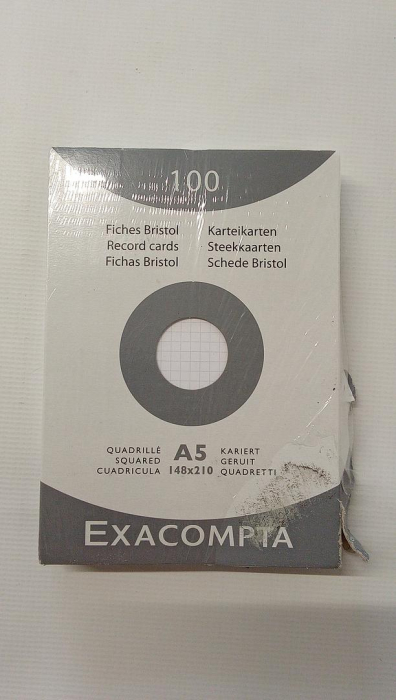 100
Fiches Bristol Karteikarten
Record cards Steekkaarten
Fichas Bristol Schede Bristol
QUADRILLÉ A5 KARIERT
SQUARED GERUIT
CUADRICULA 148x210 QUADRETTI
EXACOMPTA